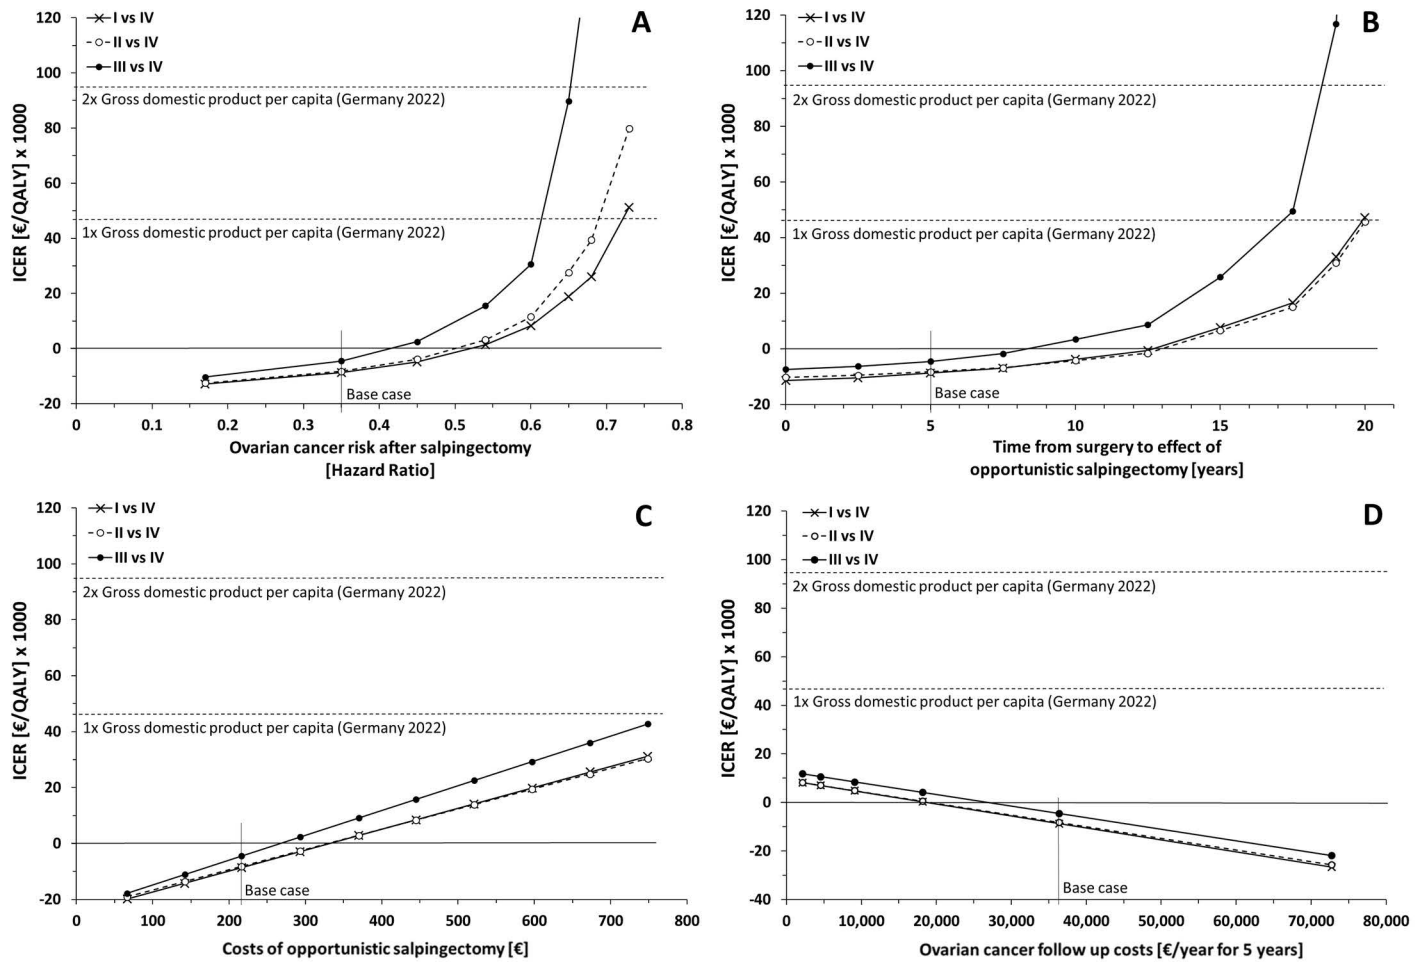 A
I vs IV
II vs IV
III vs IV
120
100
80
60
40
20
0
-20
ICER [€/QALY] x 1000
2x Gross domestic product per capita (Germany 2022)
1x Gross domestic product per capita (Germany 2022)
Base case
0 0.1 0.2 0.3 0.4 0.5 0.6 0.7 0.8
Ovarian cancer risk after salpingectomy
[Hazard Ratio]
B
I vs IV
II vs IV
III vs IV
120
100
80
60
40
20
0
-20
ICER [€/QALY] x 1000
2x Gross domestic product per capita (Germany 2022)
1x Gross domestic product per capita (Germany 2022)
Base case
0 5 10 15 20
Time from surgery to effect of
opportunistic salpingectomy [years]
C
I vs IV
II vs IV
III vs IV
120
100
80
60
40
20
0
-20
ICER [€/QALY] x 1000
2x Gross domestic product per capita (Germany 2022)
1x Gross domestic product per capita (Germany 2022)
Base case
0 100 200 300 400 500 600 700 800
Costs of opportunistic salpingectomy [€]
D
I vs IV
II vs IV
III vs IV
120
100
80
60
40
20
0
-20
-40
ICER [€/QALY] x 1000
2x Gross domestic product per capita (Germany 2022)
1x Gross domestic product per capita (Germany 2022)
Base case
0 10,000 20,000 30,000 40,000 50,000 60,000 70,000 80,000
Ovarian cancer follow up costs [€/year for 5 years]